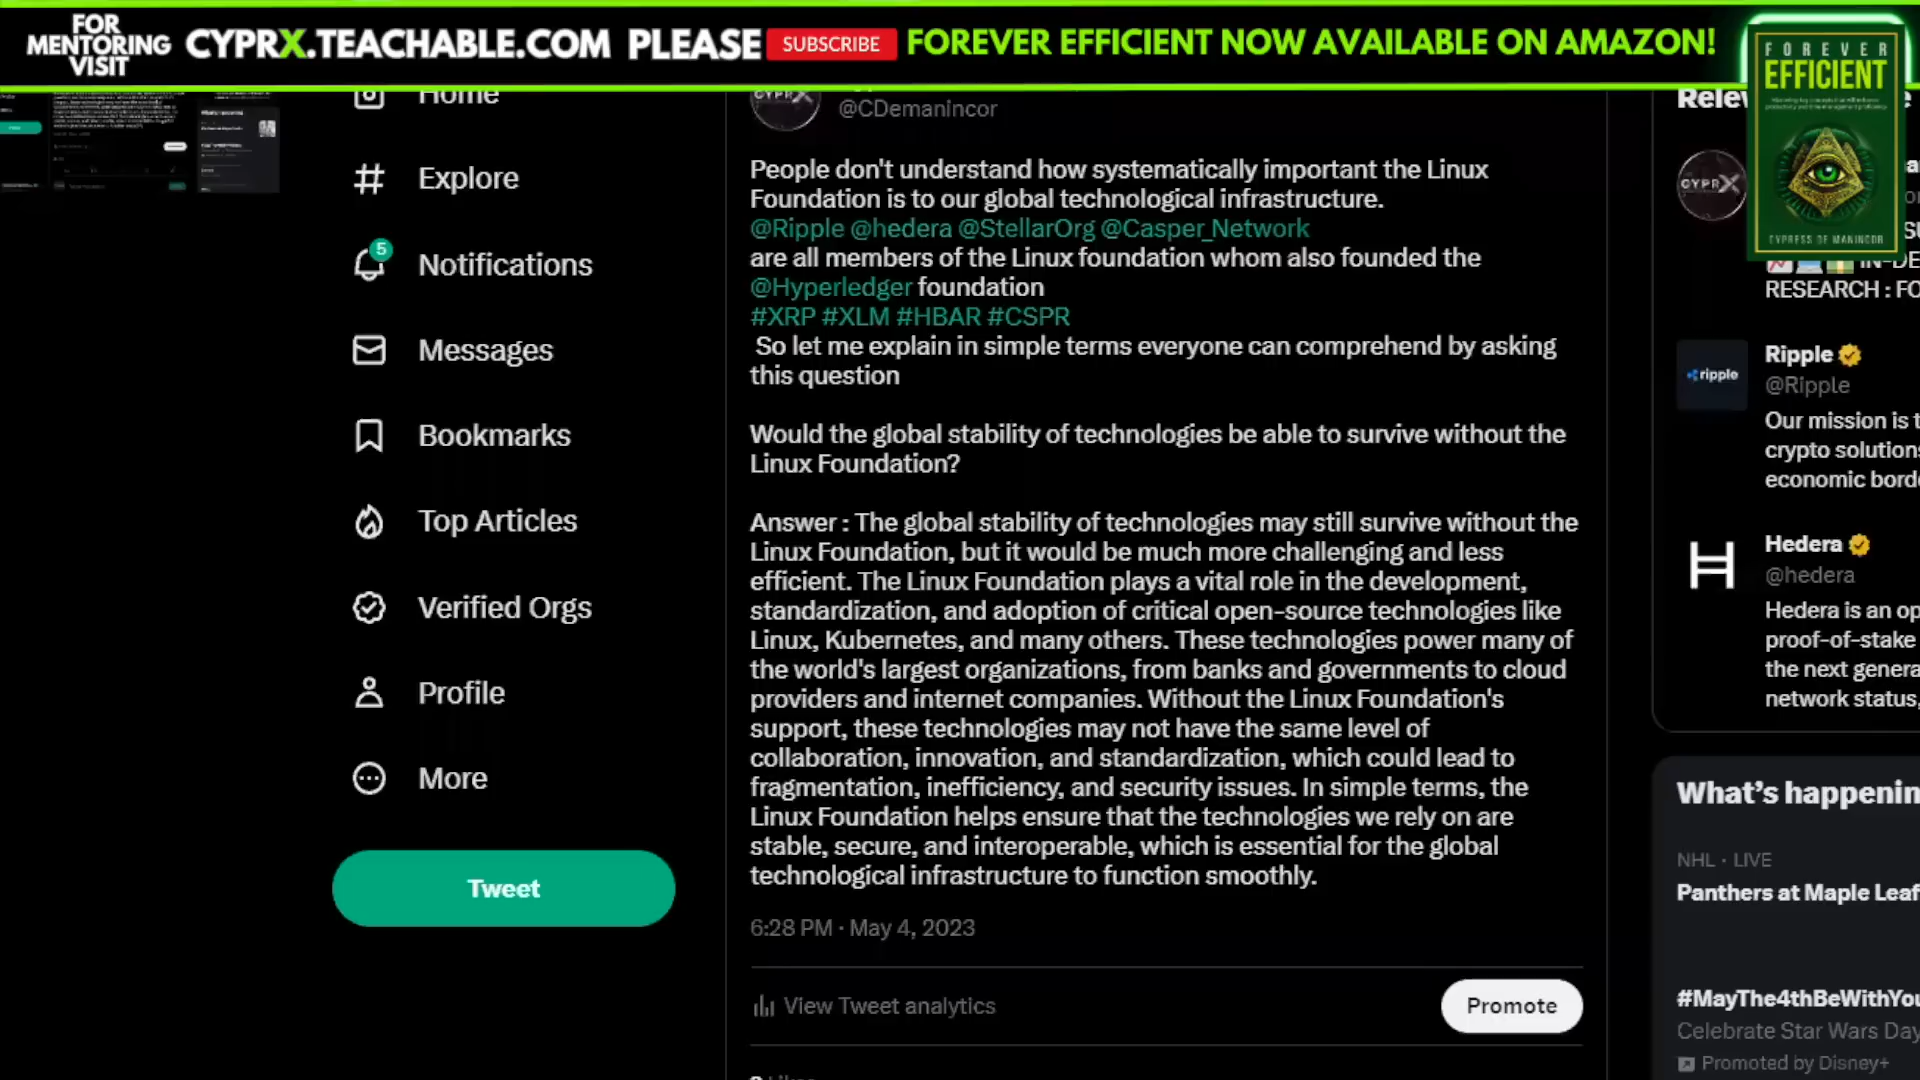 FOR
MENTORING
VISIT
CYPRX.TEACHABLE.COM PLEASE SUBSCRIBE FOREVER EFFICIENT NOW AVAILABLE ON AMAZON!
FOREVER
EFFICIENT
CYPRESS DE MANINCOR
Home
Explore
5
Notifications
Messages
Bookmarks
Top Articles
Verified Orgs
Profile
More
Tweet
CYPRX
@CDemanincor
People don't understand how systematically important the Linux
Foundation is to our global technological infrastructure.
@Ripple @hedera @StellarOrg @Casper_Network
are all members of the Linux foundation whom also founded the
@Hyperledger foundation
#XRP #XLM #HBAR #CSPR
So let me explain in simple terms everyone can comprehend by asking
this question
Would the global stability of technologies be able to survive without the
Linux Foundation?
Answer : The global stability of technologies may still survive without the
Linux Foundation, but it would be much more challenging and less
efficient. The Linux Foundation plays a vital role in the development,
standardization, and adoption of critical open-source technologies like
Linux, Kubernetes, and many others. These technologies power many of
the world's largest organizations, from banks and governments to cloud
providers and internet companies. Without the Linux Foundation's
support, these technologies may not have the same level of
collaboration, innovation, and standardization, which could lead to
fragmentation, inefficiency, and security issues. In simple terms, the
Linux Foundation helps ensure that the technologies we rely on are
stable, secure, and interoperable, which is essential for the global
technological infrastructure to function smoothly.
6:28 PM · May 4, 2023
View Tweet analytics
Promote
Relev
CYPRX
IN-DE
RESEARCH : FO
ripple
Ripple
@Ripple
Our mission is t
crypto solutions
economic borde
Hedera
@hedera
Hedera is an op
proof-of-stake
the next genera
network status,
What's happenin
NHL · LIVE
Panthers at Maple Leaf
#MayThe4thBeWithYou
Celebrate Star Wars Day
Promoted by Disney+